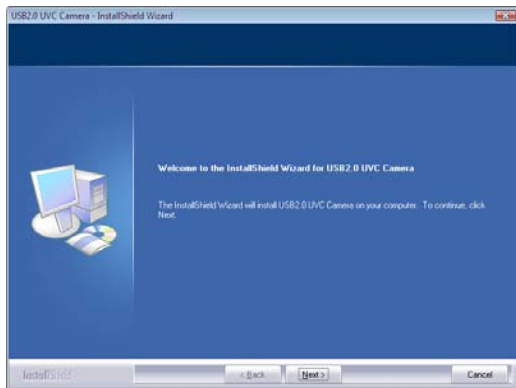 USB2.0 UVC Camera - InstallShield Wizard
Welcome to the InstallShield Wizard for USB2.0 UVC Camera
The InstallShield Wizard will install USB2.0 UVC Camera on your computer. To continue, click
Next.
InstallShield
< Back
Next >
Cancel